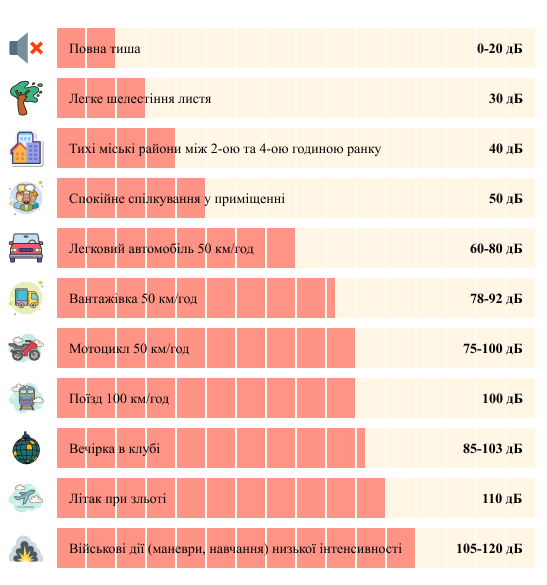 Повна тиша 0-20 дБ
Легке шелестіння листя 30 дБ
Тихі міські райони між 2-ою та 4-ою годиною ранку 40 дБ
Спокійне спілкування у приміщенні 50 дБ
Легковий автомобіль 50 км/год 60-80 дБ
Вантажівка 50 км/год 78-92 дБ
Мотоцикл 50 км/год 75-100 дБ
Поїзд 100 км/год 100 дБ
Вечірка в клубі 85-103 дБ
Літак при зльоті 110 дБ
Військові дії (маневри, навчання) низької інтенсивності 105-120 дБ